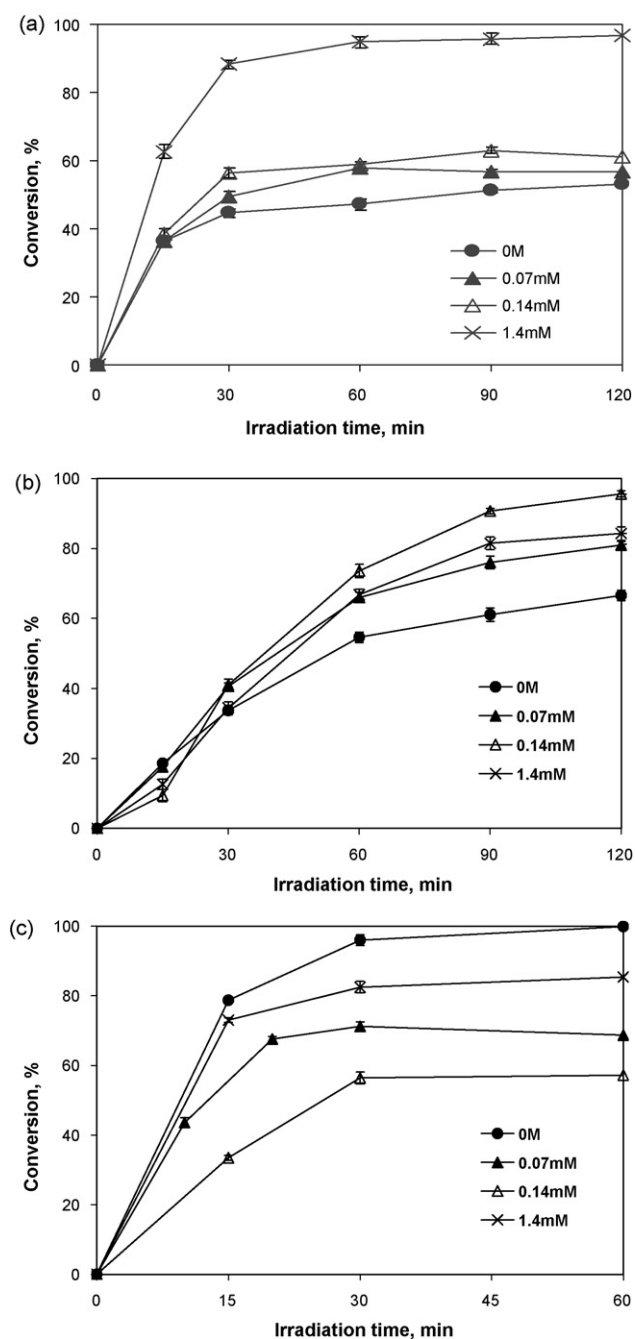 (a)
100
80
60
40
20
0
Conversion, %
0M
0.07mM
0.14mM
1.4mM
0 30 60 90 120
Irradiation time, min
(b)
100
80
60
40
20
0
Conversion, %
0M
0.07mM
0.14mM
1.4mM
0 30 60 90 120
Irradiation time, min
(c)
100
80
60
40
20
0
Conversion, %
0M
0.07mM
0.14mM
1.4mM
0 15 30 45 60
Irradiation time, min